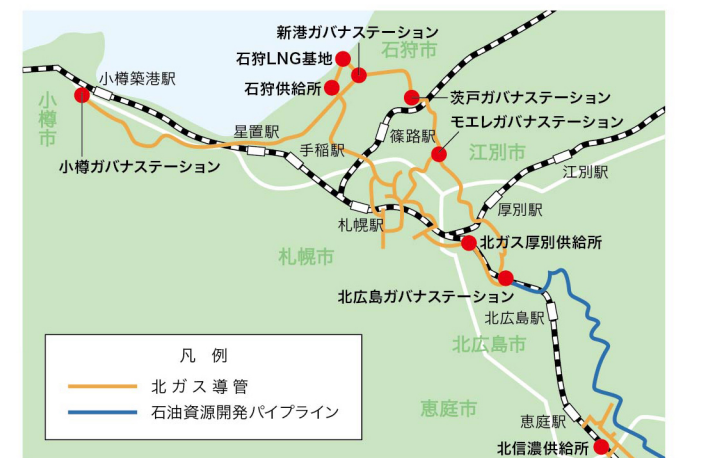 新港ガバナステーション
石狩市
石狩LNG基地
小樽築港駅
石狩供給所
小樽市
茨戸ガバナステーション
モエレガバナステーション
星置駅
篠路駅
手稲駅
江別市
小樽ガバナステーション
江別駅
厚別駅
札幌駅
北ガス厚別供給所
札幌市
北広島ガバナステーション
北広島駅
北広島市
凡 例
北ガス導管
石油資源開発パイプライン
恵庭市
恵庭駅
北信濃供給所